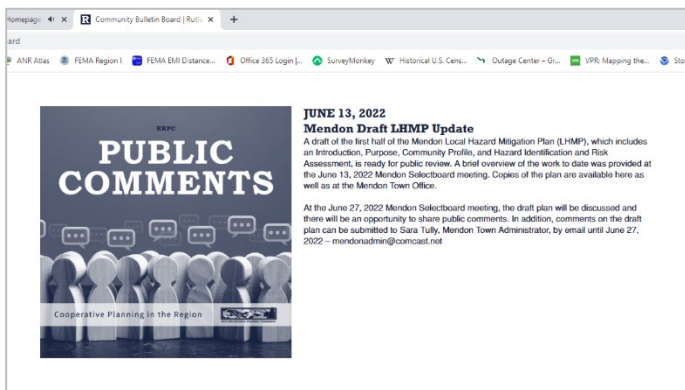 Homepage
Community Bulletin Board | Rutla
ard
ANR Atlas FEMA Region I FEMA EMI Distance... Office 365 Login |... SurveyMonkey Historical U.S. Cens... Outage Center – Gr... VPR: Mapping the... Sto
RRPC
PUBLIC
COMMENTS
Cooperative Planning in the Region
JUNE 13, 2022
Mendon Draft LHMP Update
A draft of the first half of the Mendon Local Hazard Mitigation Plan (LHMP), which includes
an Introduction, Purpose, Community Profile, and Hazard Identification and Risk
Assessment, is ready for public review. A brief overview of the work to date was provided at
the June 13, 2022 Mendon Selectboard meeting. Copies of the plan are available here as
well as at the Mendon Town Office.
At the June 27, 2022 Mendon Selectboard meeting, the draft plan will be discussed and
there will be an opportunity to share public comments. In addition, comments on the draft
plan can be submitted to Sara Tully, Mendon Town Administrator, by email until June 27,
2022 – mendonadmin@comcast.net